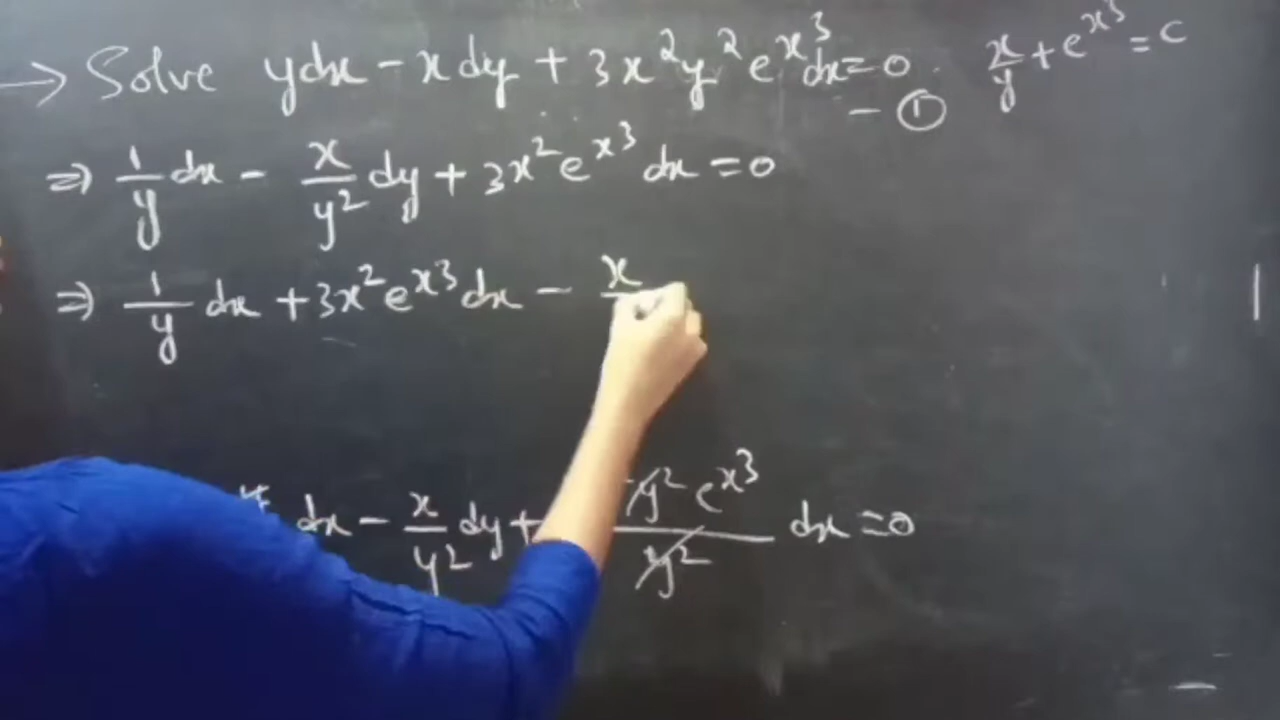 → Solve ydx - xdy + 3x²y²e^{x³}dx = 0. x/y + e^{x³} = c
- ①
⇒ 1/y dx - x/y² dy + 3x²e^{x³} dx = 0
⇒ 1/y dx + 3x²e^{x³} dx - x
dx - x/y² dy + y²e^{x³}/y² dx = 0